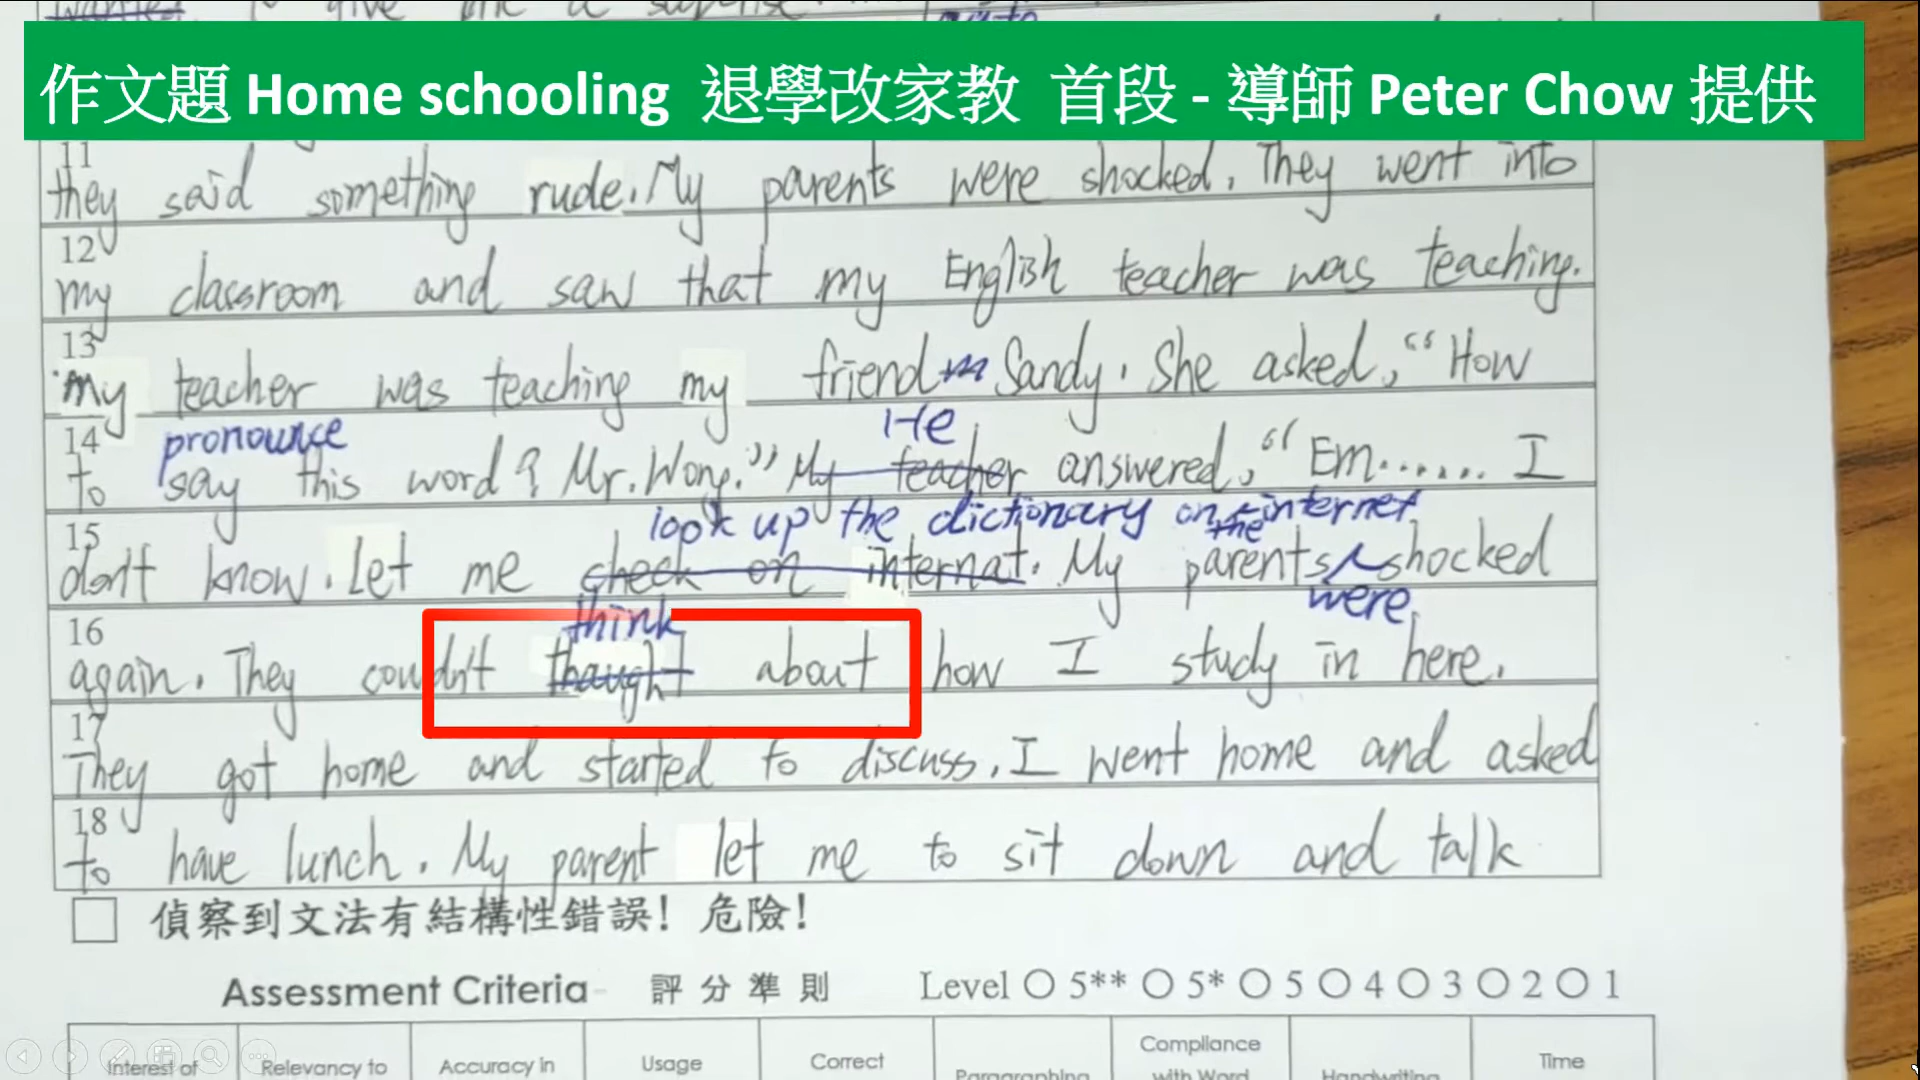 作文題 Home schooling 退學改家教 首段 - 導師 Peter Chow 提供
11
they said something rude. My parents were shocked. They went into
12
my classroom and saw that my English teacher was teaching.
13
my teacher was teaching my friend Sandy. She asked, "How
He
14 pronounce
to say this word? Mr. Wong." My teacher answered, "Em...... I
look up the dictionary on the internet
15
don't know. Let me check on internat. My parents shocked
were
16 think
again. They couldn't thaught about how I study in here.
17
They got home and started to discuss. I went home and asked
18
to have lunch. My parent let me to sit down and talk
偵察到文法有結構性錯誤! 危險!
Assessment Criteria 評分準則 Level 5** 5* 5 4 3 2 1
Interest of Relevancy to Accuracy in Usage Correct Paragraphing Compliance with Word Handwriting Time